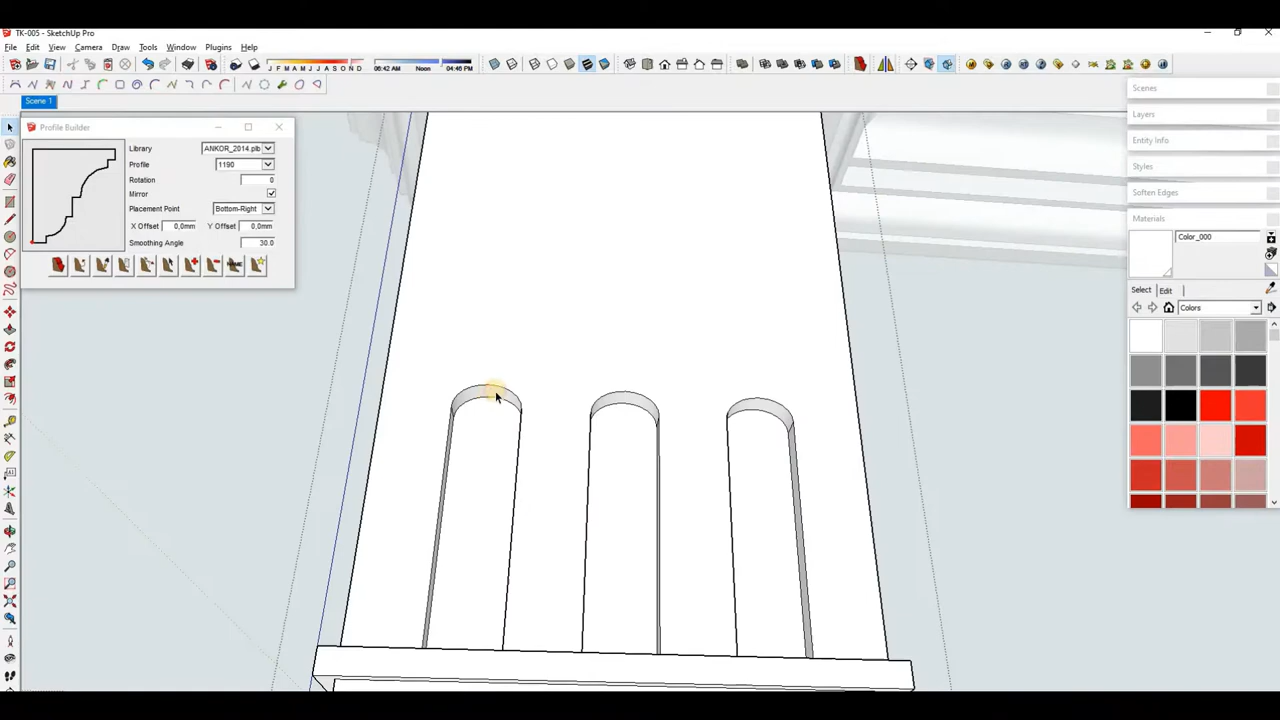 TK-005 - SketchUp Pro
File Edit View Camera Draw Tools Window Plugins Help
J F M A M J J A S O N D 06:42 AM Noon 04:46 PM
Scene 1
Profile Builder
Library ANKOR_2014.plb
Profile 1190
Rotation 0
Mirror
Placement Point Bottom-Right
X Offset 0,0mm Y Offset 0,0mm
Smoothing Angle 30.0
NAME
Scenes
Layers
Entity Info
Styles
Soften Edges
Materials
Color_000
Select Edit
Colors